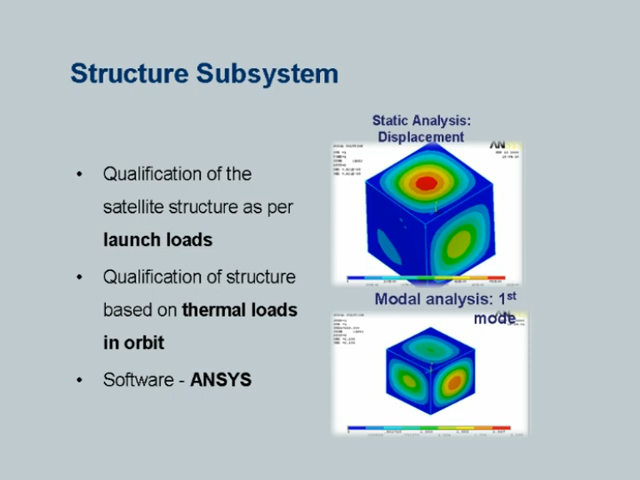 Structure Subsystem
• Qualification of the
satellite structure as per
launch loads
• Qualification of structure
based on thermal loads
in orbit
• Software - ANSYS
Static Analysis:
Displacement
AN
Modal analysis: 1st
mode